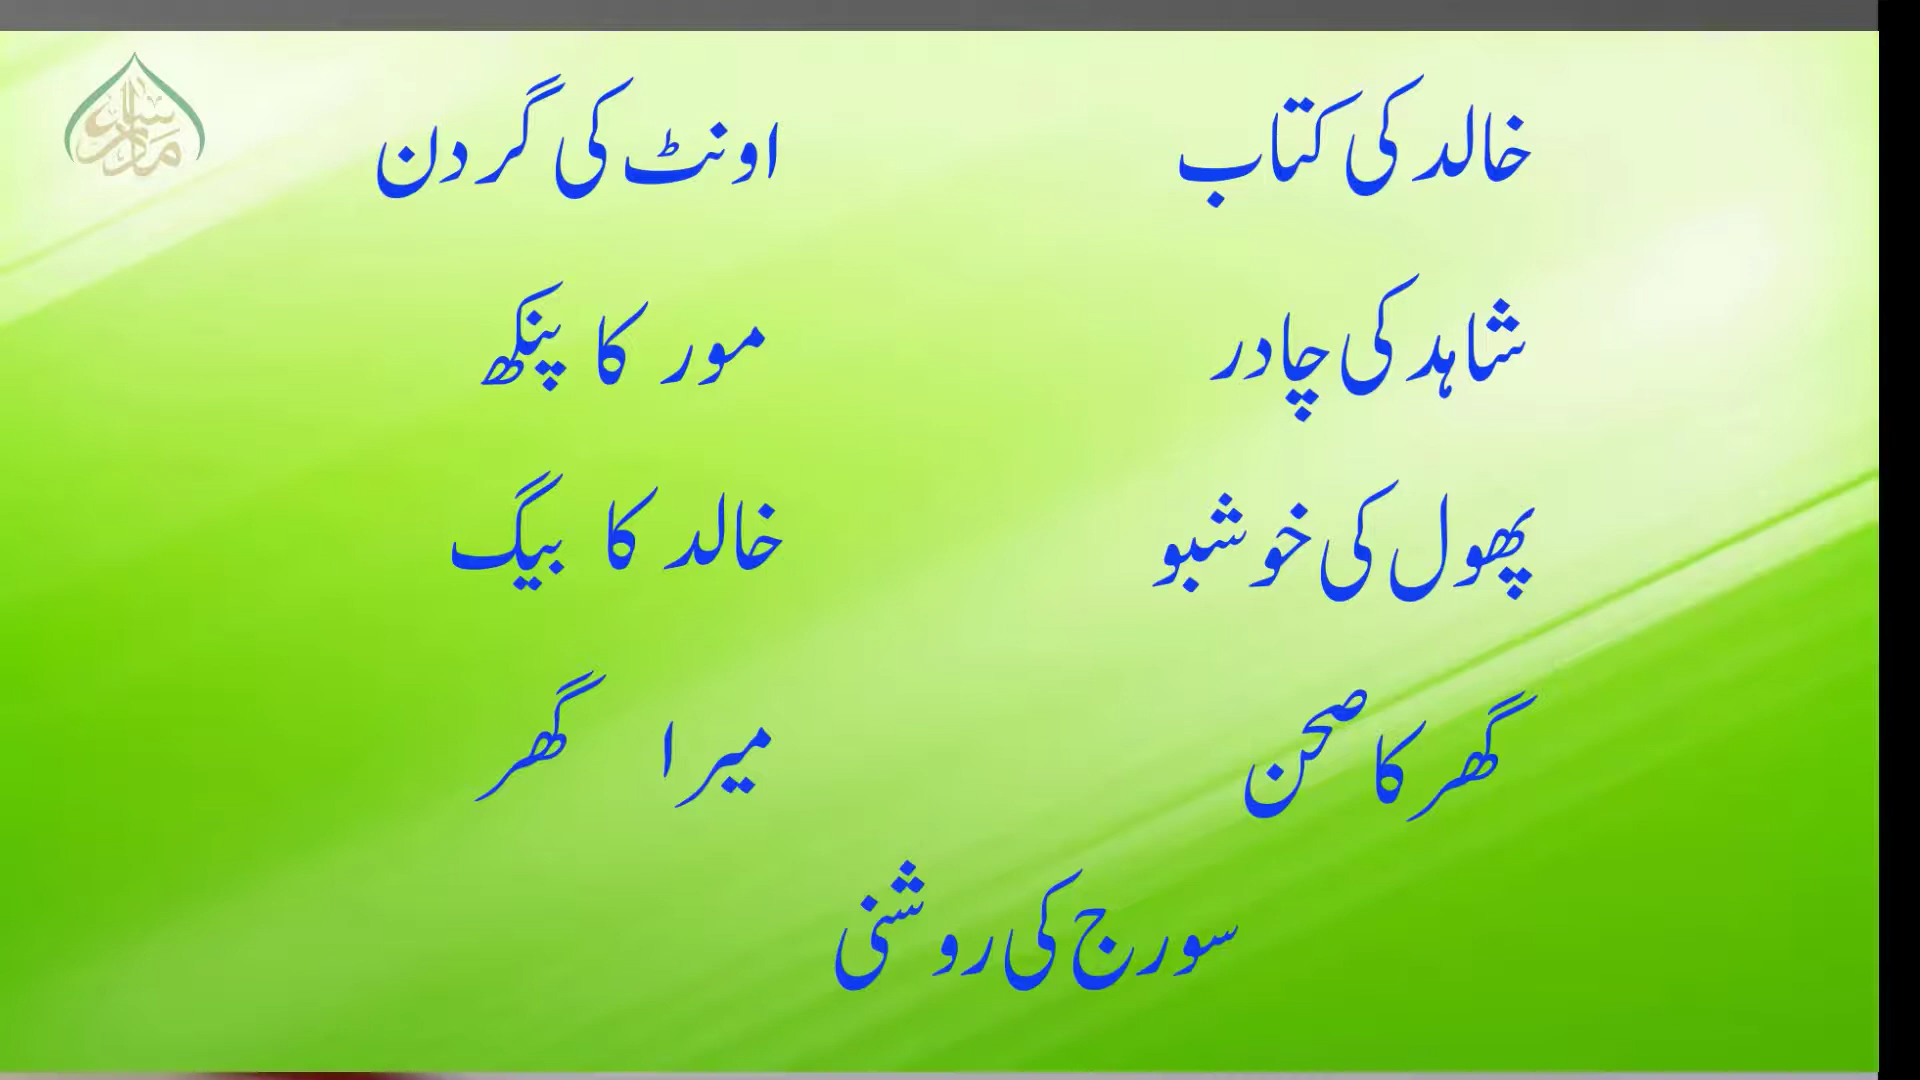 خالد کی کتاب اونٹ کی گردن
شاہد کی چادر مور کا پنکھ
پھول کی خوشبو خالد کا بیگ
گھر کا صحن میرا گھر
سورج کی روشنی